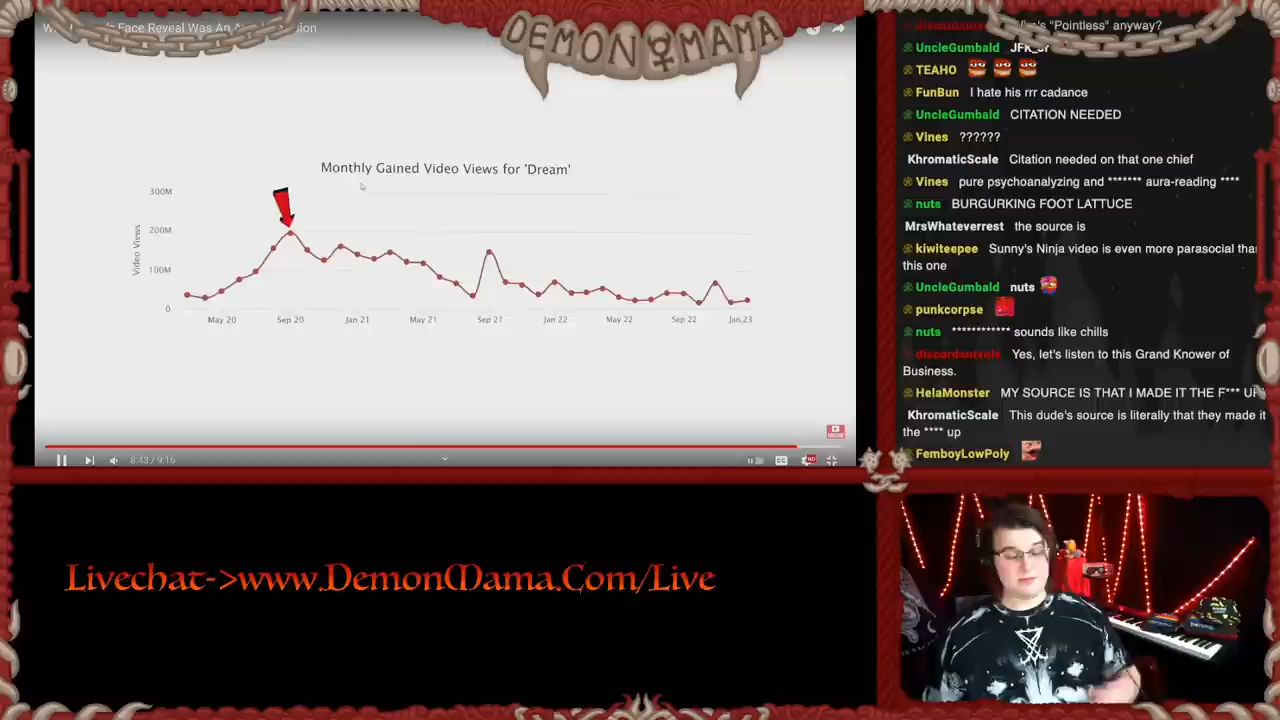 Face Reveal Was An
DEMON MAMA
Monthly Gained Video Views for 'Dream'
300M
200M
100M
0
Video Views
May 20
Sep 20
Jan 21
May 21
Sep 21
Jan 22
May 22
Sep 22
Jan,23
8:43 / 9:16
CC
HD
Livechat->www.DemonMama.Com/Live
"Pointless" anyway?
UncleGumbald
TEAHO
FunBun I hate his rrr cadance
UncleGumbald CITATION NEEDED
Vines ??????
KhromaticScale Citation needed on that one chief
Vines pure psychoanalyzing and ******* aura-reading ****
nuts BURGURKING FOOT LATTUCE
MrsWhateverrest the source is
kiwiteepee Sunny's Ninja video is even more parasocial than
this one
UncleGumbald nuts
punkcorpse
nuts ************ sounds like chills
Yes, let's listen to this Grand Knower of
Business.
HelaMonster MY SOURCE IS THAT I MADE IT THE F*** UP
KhromaticScale This dude's source is literally that they made it
the **** up
FemboyLowPoly